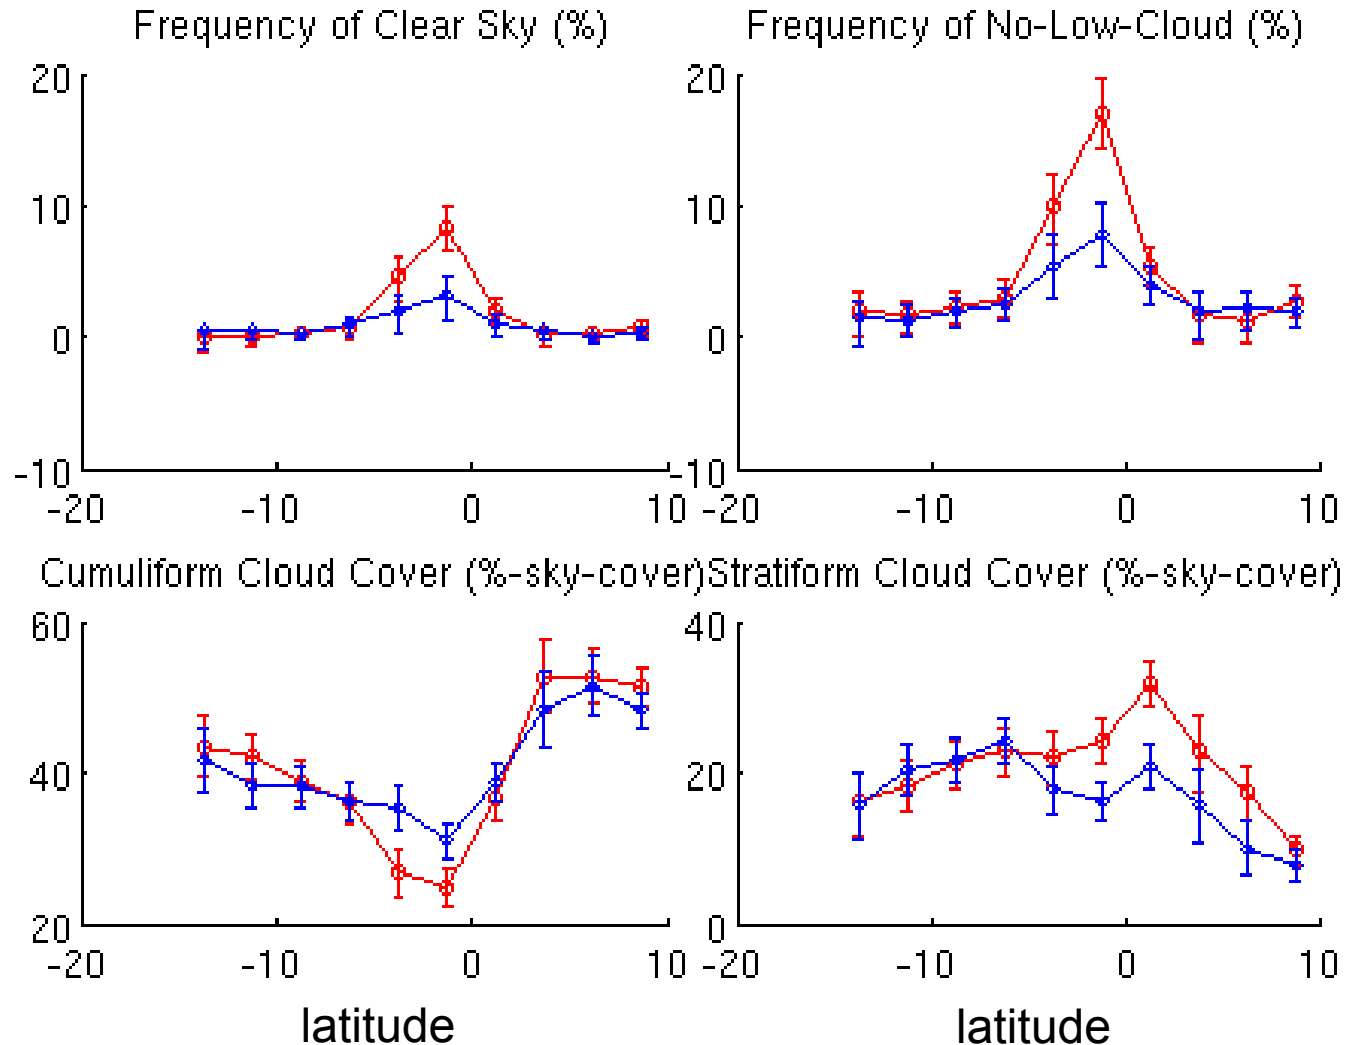 Frequency of Clear Sky (%)
20
10
0
-10
-20 -10 0 10
Frequency of No-Low-Cloud (%)
20
10
0
-10
-20 -10 0 10
Cumuliform Cloud Cover (%-sky-cover)
60
40
20
-20 -10 0 10
latitude
Stratiform Cloud Cover (%-sky-cover)
40
20
0
-20 -10 0 10
latitude